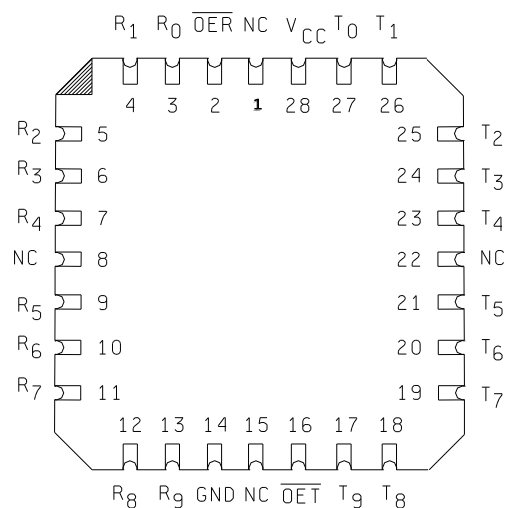 R1 R0 OER NC VCC T0 T1
4 3 2 1 28 27 26
R2 5 25 T2
R3 6 24 T3
R4 7 23 T4
NC 8 22 NC
R5 9 21 T5
R6 10 20 T6
R7 11 19 T7
12 13 14 15 16 17 18
R8 R9 GND NC OET T9 T8